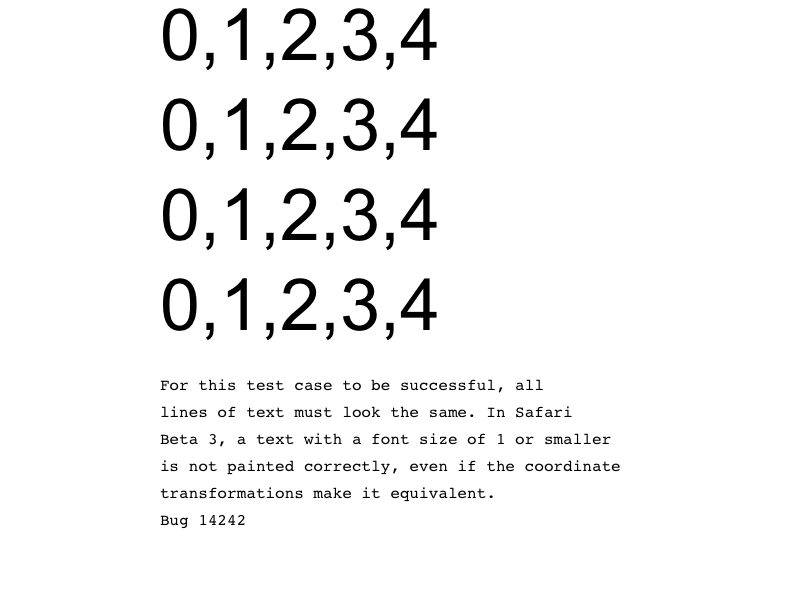 0,1,2,3,4
0,1,2,3,4
0,1,2,3,4
0,1,2,3,4
For this test case to be successful, all
lines of text must look the same. In Safari
Beta 3, a text with a font size of 1 or smaller
is not painted correctly, even if the coordinate
transformations make it equivalent.
Bug 14242